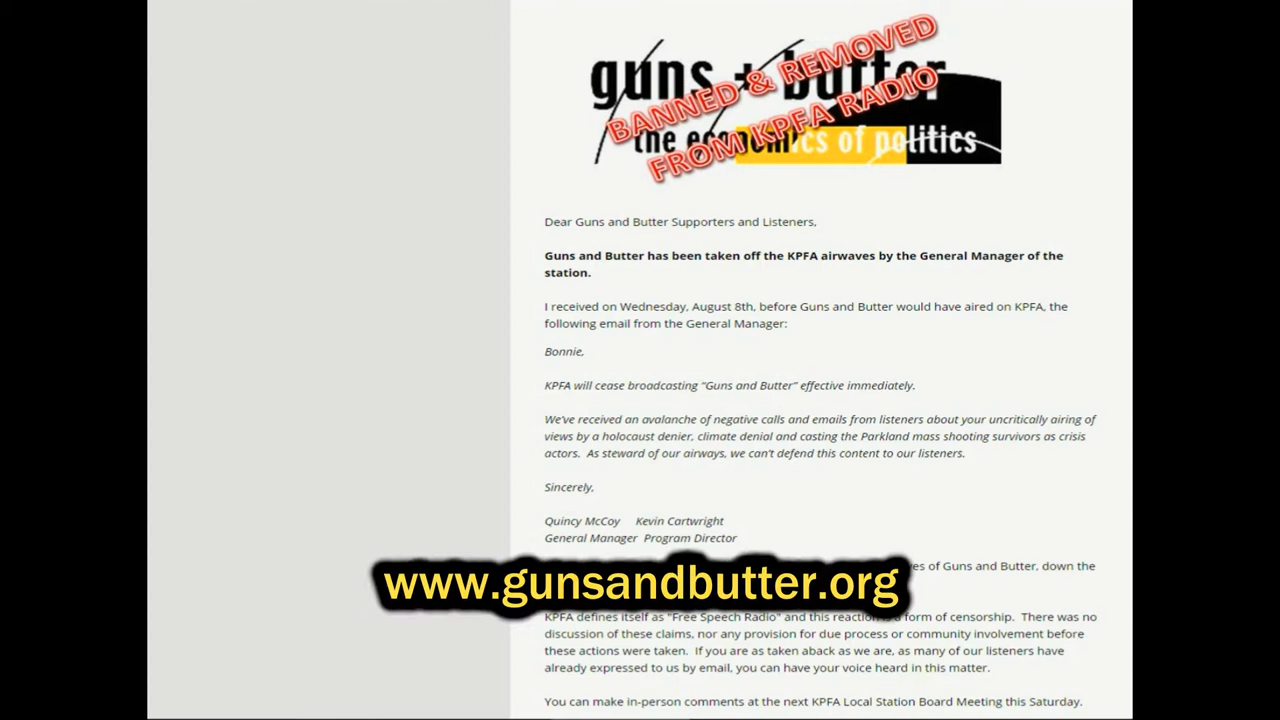 guns + butter
BANNED & REMOVED
FROM KPFA RADIO
the economics of politics
Dear Guns and Butter Supporters and Listeners,
Guns and Butter has been taken off the KPFA airwaves by the General Manager of the
station.
I received on Wednesday, August 8th, before Guns and Butter would have aired on KPFA, the
following email from the General Manager:
Bonnie,
KPFA will cease broadcasting “Guns and Butter” effective immediately.
We’ve received an avalanche of negative calls and emails from listeners about your uncritically airing of
views by a holocaust denier, climate denial and casting the Parkland mass shooting survivors as crisis
actors.  As steward of our airways, we can’t defend this content to our listeners.
Sincerely,
Quincy McCoy Kevin Cartwright
General Manager Program Director
of Guns and Butter, down the
www.gunsandbutter.org
KPFA defines itself as "Free Speech Radio" and this reaction is a form of censorship.  There was no
discussion of these claims, nor any provision for due process or community involvement before
these actions were taken.  If you are as taken aback as we are, as many of our listeners have
already expressed to us by email, you can have your voice heard in this matter.
You can make in-person comments at the next KPFA Local Station Board Meeting this Saturday.